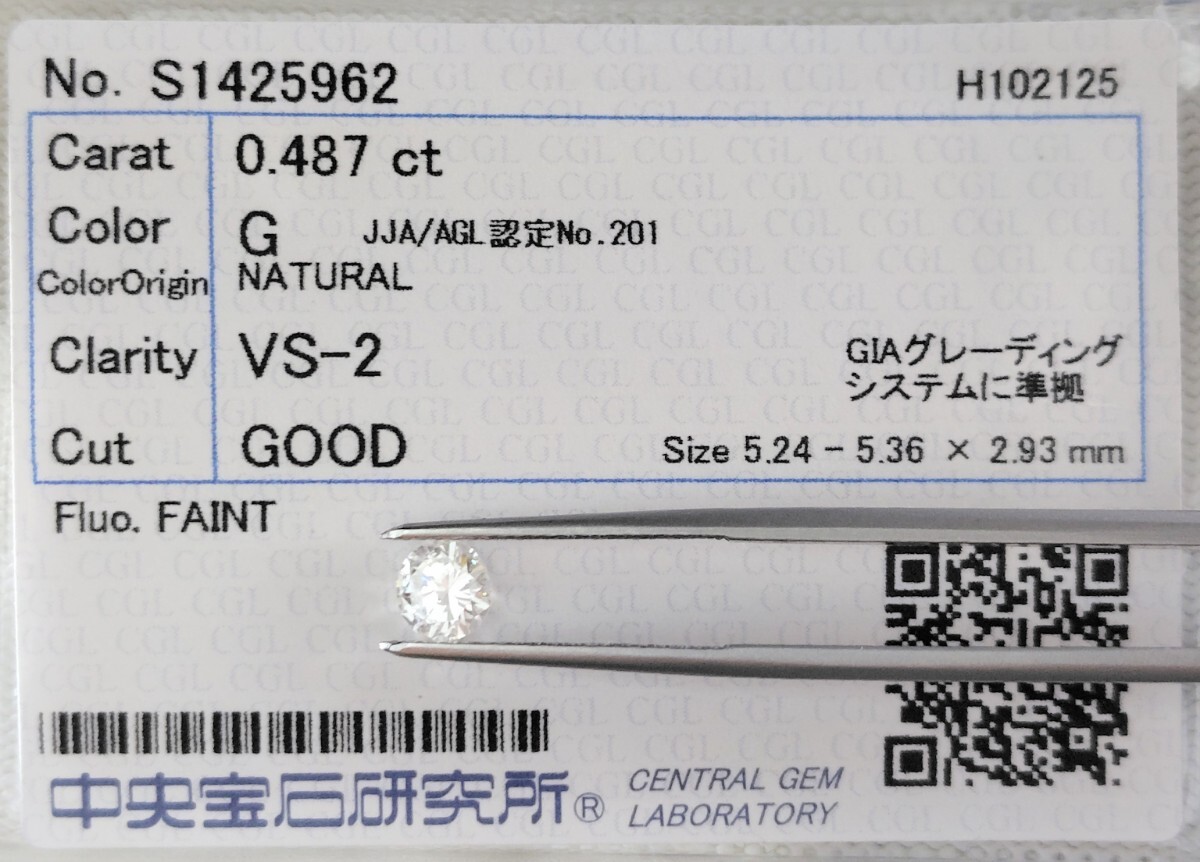 No. S1425962 H102125
Carat 0.487 ct
Color G JJA/AGL認定No.201
ColorOrigin NATURAL
Clarity VS-2 GIAグレーディング
システムに準拠
Cut GOOD Size 5.24 - 5.36 × 2.93 mm
Fluo. FAINT
中央宝石研究所® CENTRAL GEM
LABORATORY